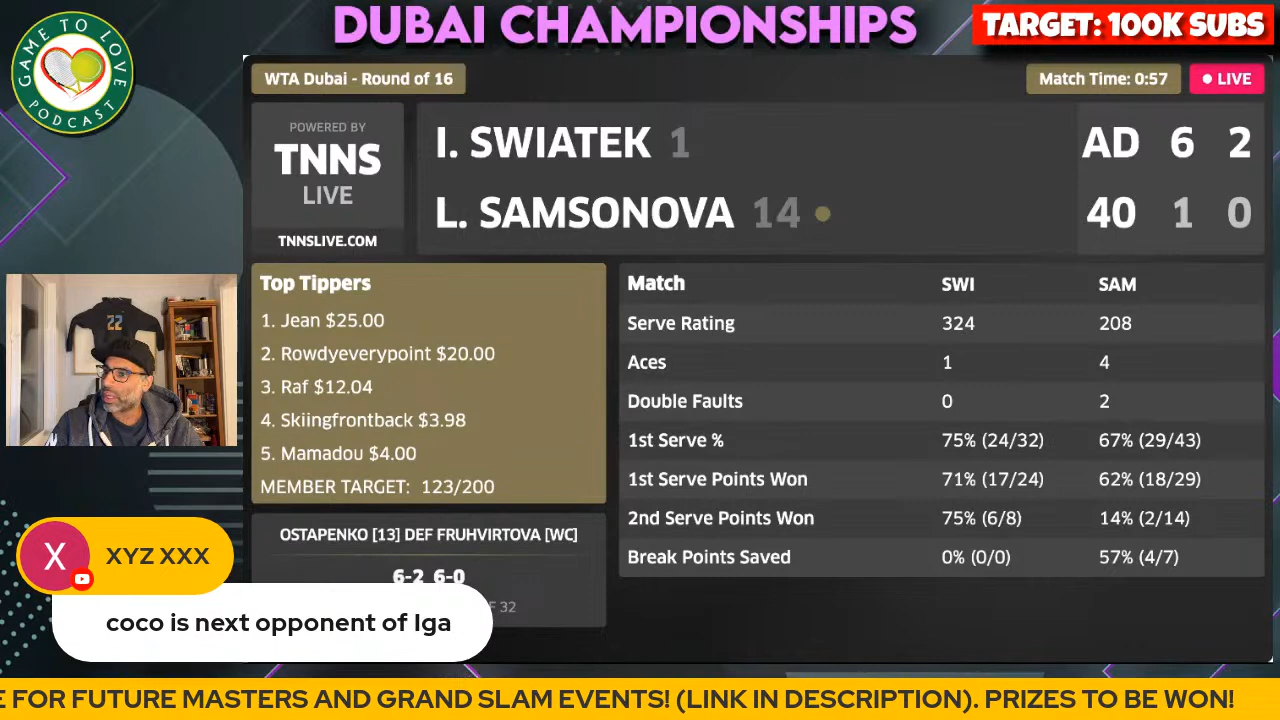 GAME TO LOVE
PODCAST
DUBAI CHAMPIONSHIPS
TARGET: 100K SUBS
WTA Dubai - Round of 16
Match Time: 0:57
LIVE
POWERED BY
TNNS
LIVE
TNNSLIVE.COM
I. SWIATEK 1 AD 6 2
L. SAMSONOVA 14 40 1 0
22
Top Tippers
1. Jean $25.00
2. Rowdyeverypoint $20.00
3. Raf $12.04
4. Skiingfrontback $3.98
5. Mamadou $4.00
MEMBER TARGET: 123/200
OSTAPENKO [13] DEF FRUHVIRTOVA [WC]
6-2 6-0
F 32
Match SWI SAM
Serve Rating 324 208
Aces 1 4
Double Faults 0 2
1st Serve % 75% (24/32) 67% (29/43)
1st Serve Points Won 71% (17/24) 62% (18/29)
2nd Serve Points Won 75% (6/8) 14% (2/14)
Break Points Saved 0% (0/0) 57% (4/7)
X
XYZ XXX
coco is next opponent of Iga
E FOR FUTURE MASTERS AND GRAND SLAM EVENTS! (LINK IN DESCRIPTION). PRIZES TO BE WON!